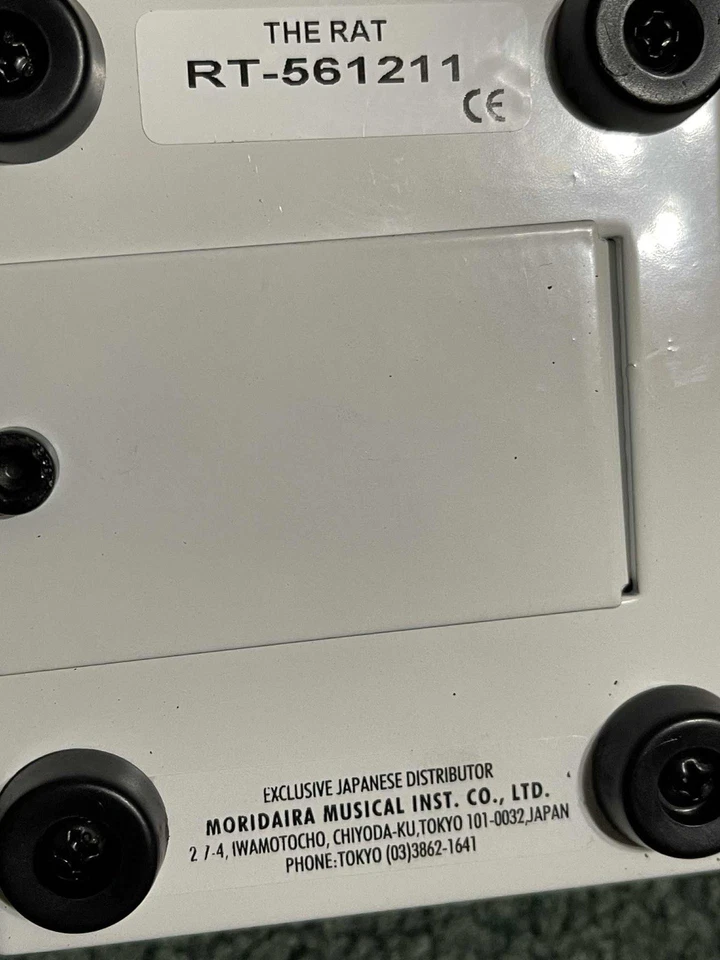 THE RAT
RT-561211
CE
EXCLUSIVE JAPANESE DISTRIBUTOR
MORIDAIRA MUSICAL INST. CO., LTD.
2 7-4, IWAMOTOCHO, CHIYODA-KU,TOKYO 101-0032,JAPAN
PHONE:TOKYO (03)3862-1641